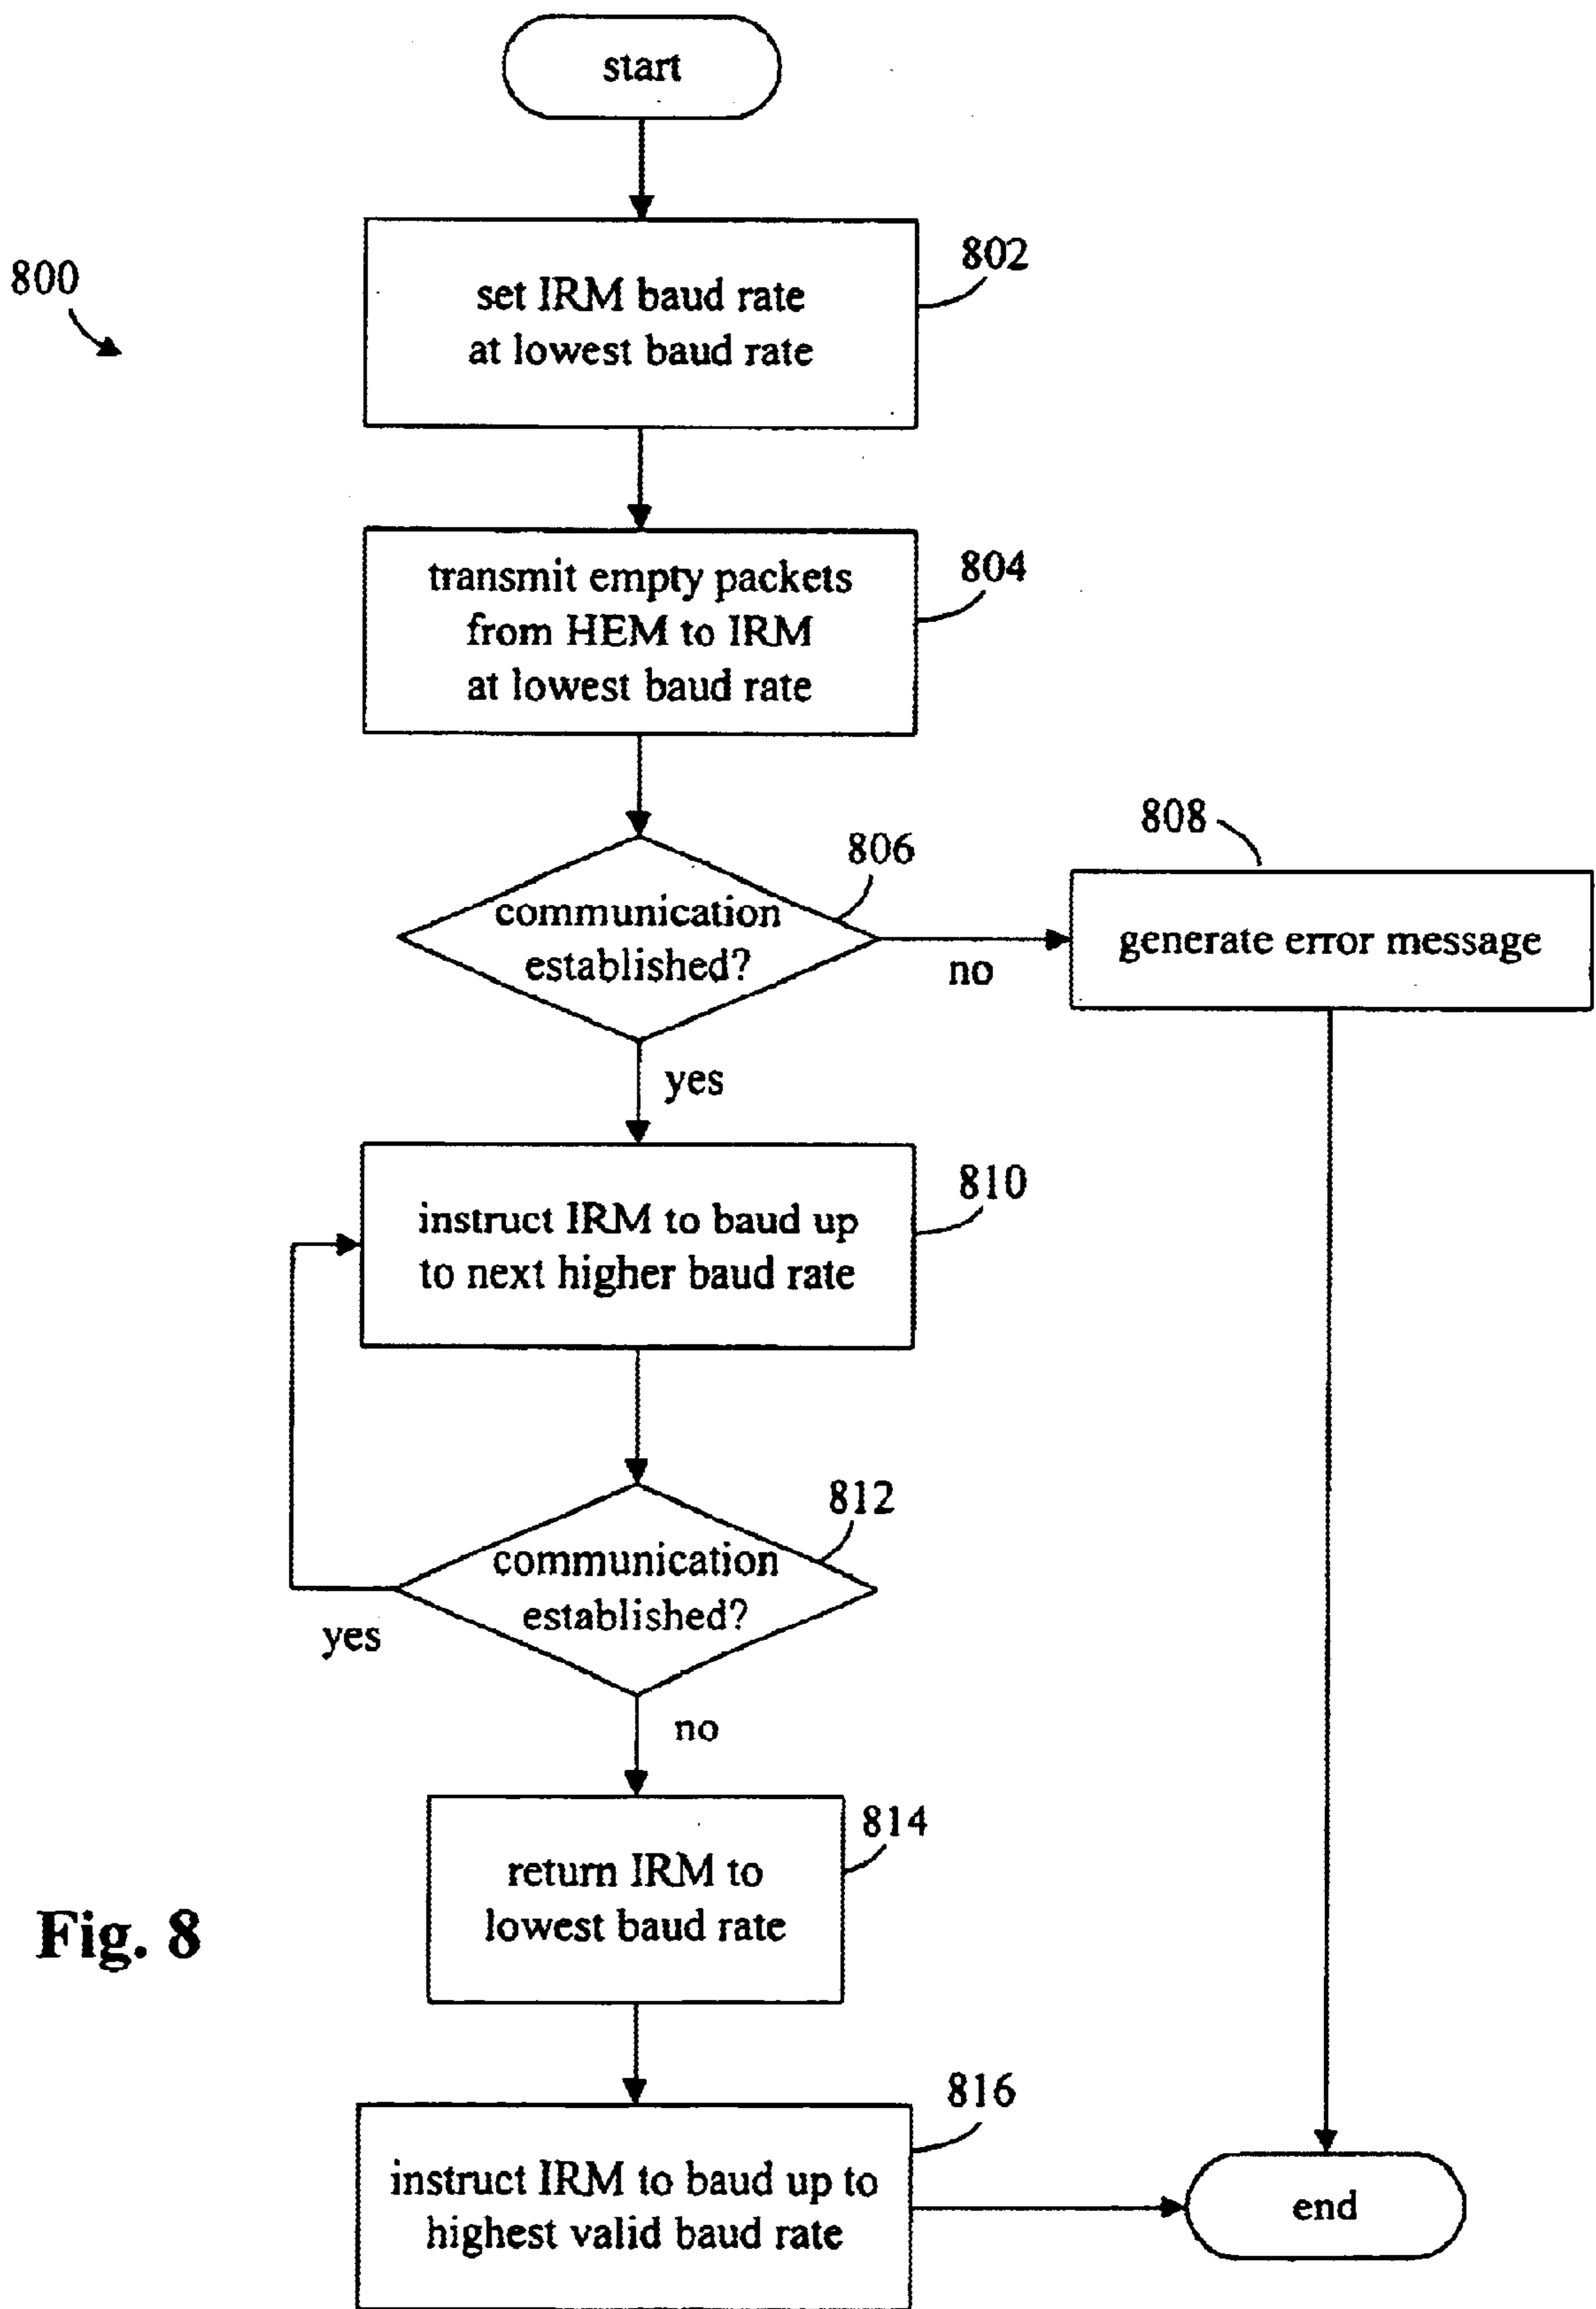 start
800
802
set IRM baud rate
at lowest baud rate
804
transmit empty packets
from HEM to IRM
at lowest baud rate
806
communication
established?
no
808
generate error message
yes
810
instruct IRM to baud up
to next higher baud rate
812
communication
established?
yes
no
814
return IRM to
lowest baud rate
Fig. 8
816
instruct IRM to baud up to
highest valid baud rate
end